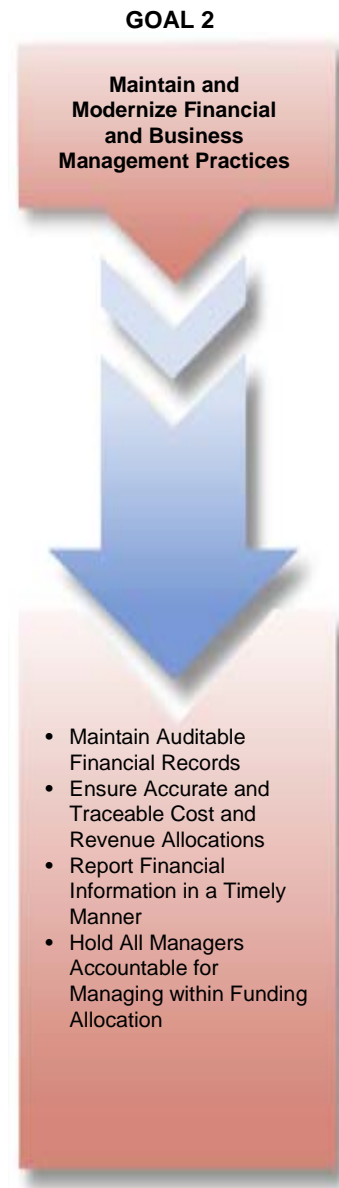 GOAL 2
Maintain and
Modernize Financial
and Business
Management Practices
• Maintain Auditable
Financial Records
• Ensure Accurate and
Traceable Cost and
Revenue Allocations
• Report Financial
Information in a Timely
Manner
• Hold All Managers
Accountable for
Managing within Funding
Allocation